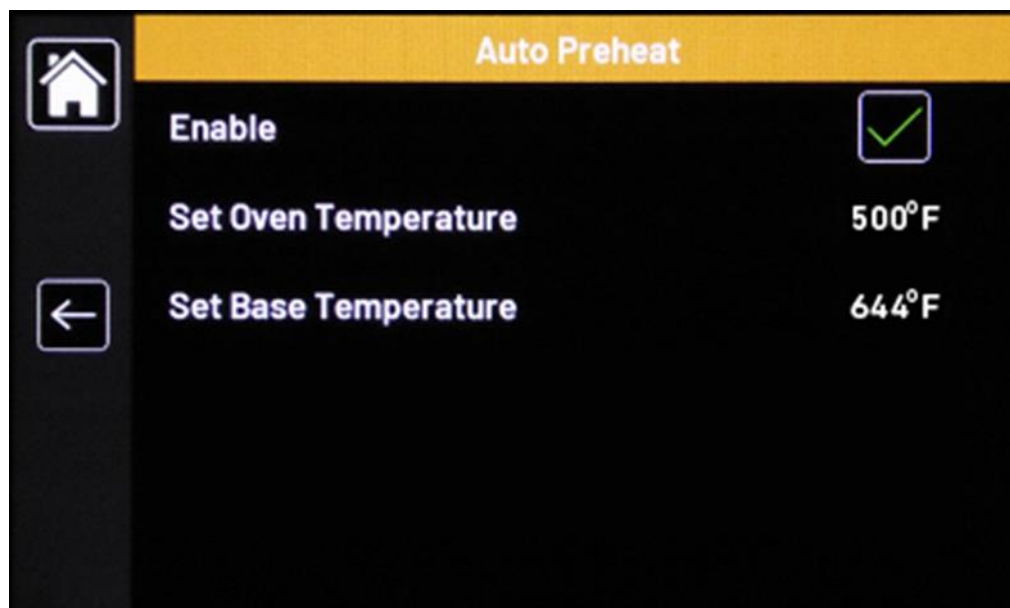 Auto Preheat
Enable
Set Oven Temperature 500°F
Set Base Temperature 644°F